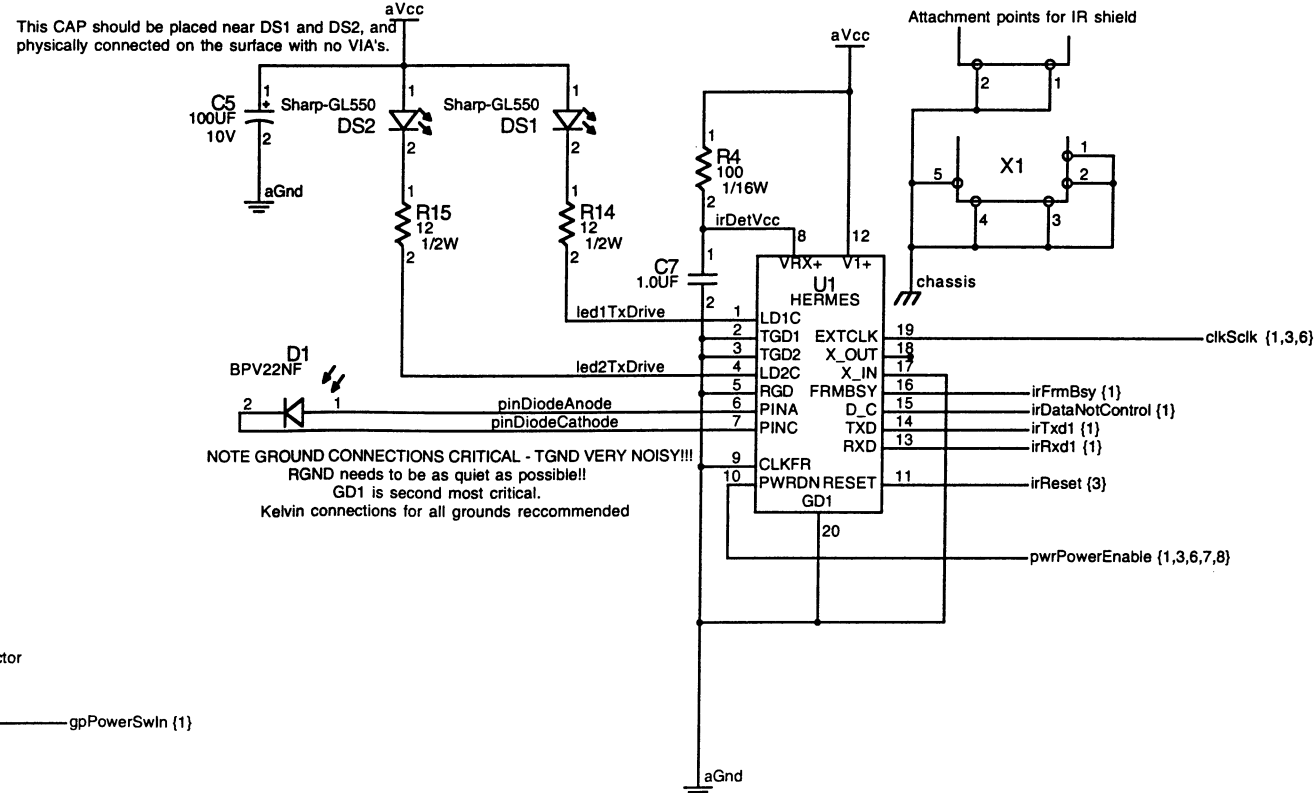 This CAP should be placed near DS1 and DS2, and
physically connected on the surface with no VIA's.
aVcc
1
C5
100UF
10V
+
2
aGnd
Sharp-GL550
DS2
1
2
Sharp-GL550
DS1
1
2
1
R15
12
1/2W
2
1
R14
12
1/2W
2
aVcc
1
R4
100
1/16W
2
irDetVcc
8
12
1
C7
1.0UF
2
VRX+
V1+
U1
HERMES
led1TxDrive
1
LD1C
2
TGD1
3
TGD2
led2TxDrive
4
LD2C
5
RGD
pinDiodeAnode
6
PINA
pinDiodeCathode
7
PINC
9
CLKFR
10
PWRDN
EXTCLK
19
clkSclk {1,3,6}
X_OUT
18
X_IN
17
FRMBSY
16
irFrmBsy {1}
D_C
15
irDataNotControl {1}
TXD
14
irTxd1 {1}
RXD
13
irRxd1 {1}
RESET
11
irReset {3}
GD1
20
pwrPowerEnable {1,3,6,7,8}
D1
BPV22NF
2
1
NOTE GROUND CONNECTIONS CRITICAL - TGND VERY NOISY!!!
RGND needs to be as quiet as possible!!
GD1 is second most critical.
Kelvin connections for all grounds reccommended
Attachment points for IR shield
2
1
X1
1
2
5
4
3
chassis
ctor
gpPowerSwIn {1}
aGnd